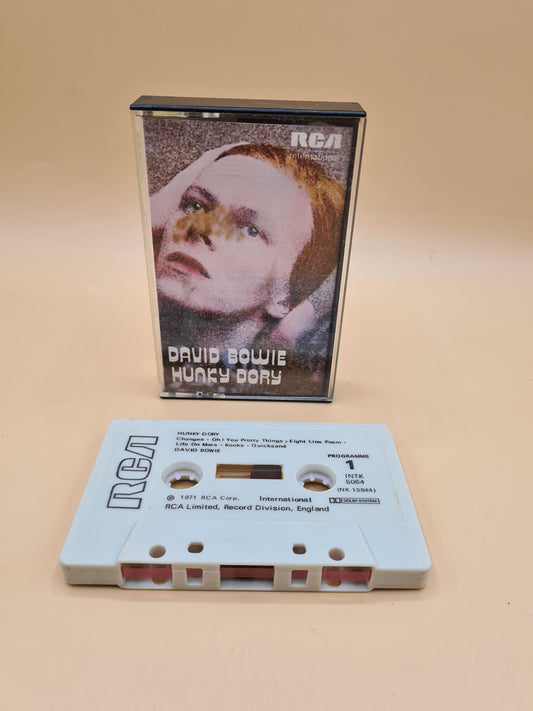 RCA
International
DAVID BOWIE
HUNKY DORY
RCA
HUNKY DORY
Changes - Oh! You Pretty Things ; Eight Line Poem -
Life On Mars - Kooks - Quicksand
DAVID BOWIE
PROGRAMME
1
INTK
5064
(NK 13844)
℗ 1971 RCA Corp. International
DOLBY SYSTEM
RCA Limited, Record Division, England